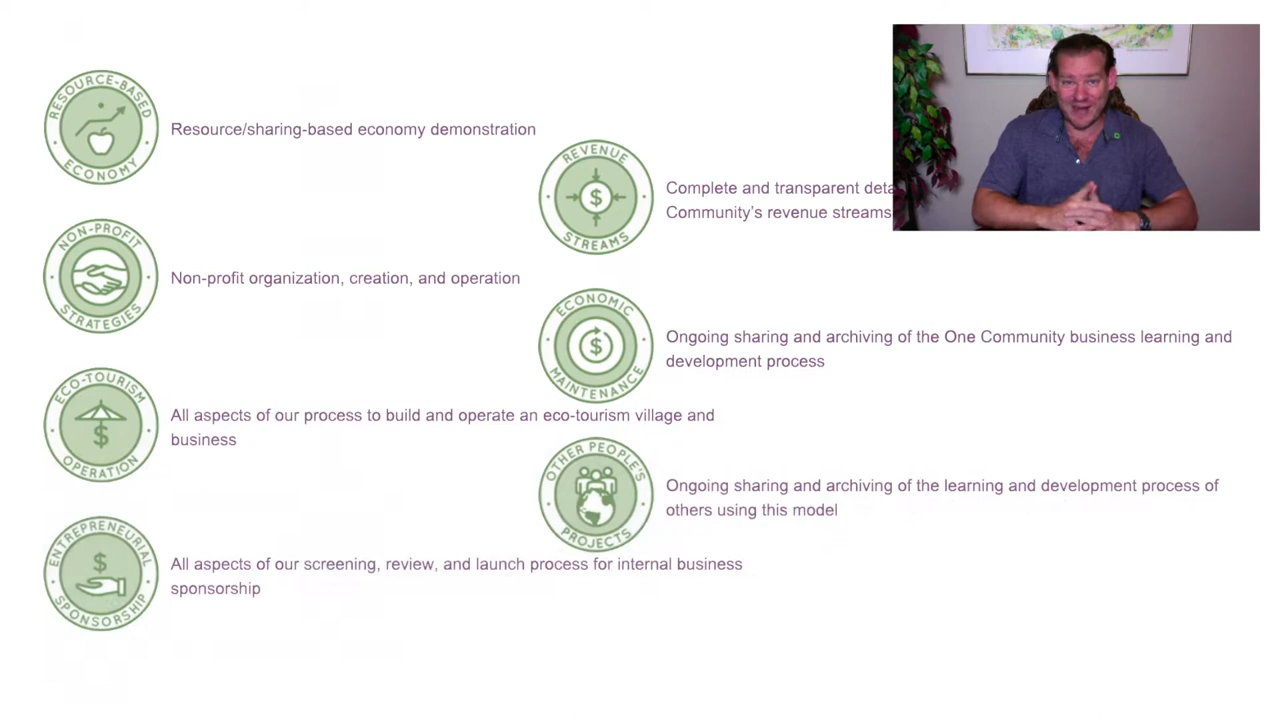 RESOURCE-BASED
ECONOMY
Resource/sharing-based economy demonstration
NON-PROFIT
STRATEGIES
Non-profit organization, creation, and operation
ECO-TOURISM
$
OPERATION
All aspects of our process to build and operate an eco-tourism village and
business
ENTREPRENEURIAL
$
SPONSORSHIP
All aspects of our screening, review, and launch process for internal business
sponsorship
REVENUE
$
STREAMS
Complete and transparent
Community's revenue streams
ECONOMIC
$
MAINTENANCE
Ongoing sharing and archiving of the One Community business learning and
development process
OTHER PEOPLE'S
PROJECTS
Ongoing sharing and archiving of the learning and development process of
others using this model